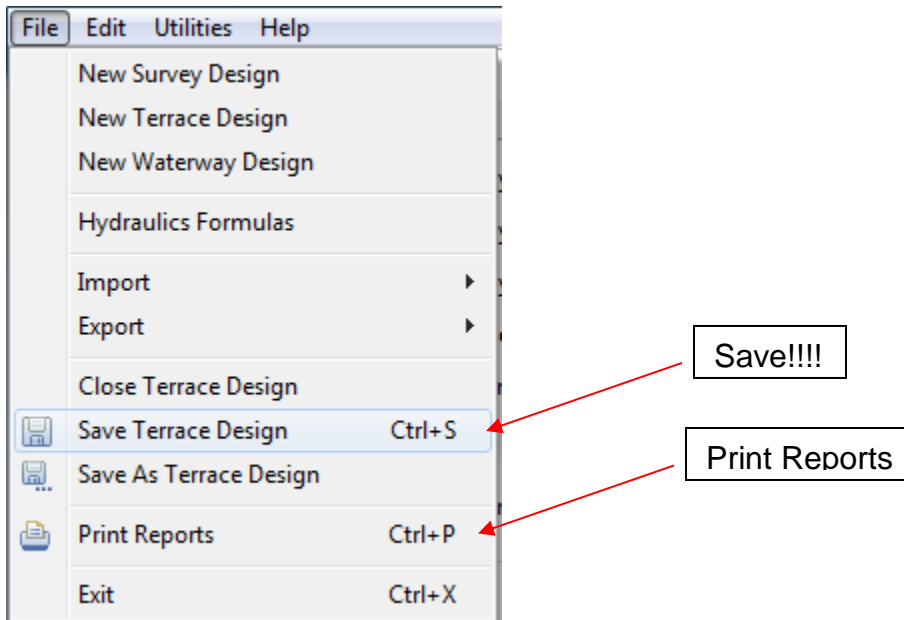 File Edit Utilities Help
New Survey Design
New Terrace Design
New Waterway Design
Hydraulics Formulas
Import
Export
Close Terrace Design
Save Terrace Design Ctrl+S
Save As Terrace Design
Print Reports Ctrl+P
Exit Ctrl+X
Save!!!!
Print Reports